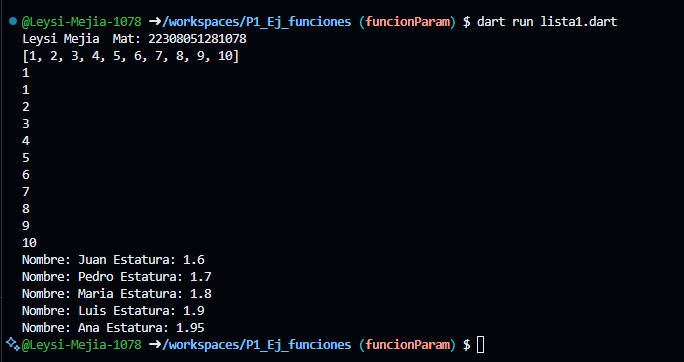 @Leysi-Mejia-1078 ➜/workspaces/P1_Ej_funciones (funcionParam) $ dart run lista1.dart
Leysi Mejia  Mat: 22308051281078
[1, 2, 3, 4, 5, 6, 7, 8, 9, 10]
1
1
2
3
4
5
6
7
8
9
10
Nombre: Juan Estatura: 1.6
Nombre: Pedro Estatura: 1.7
Nombre: Maria Estatura: 1.8
Nombre: Luis Estatura: 1.9
Nombre: Ana Estatura: 1.95
@Leysi-Mejia-1078 ➜/workspaces/P1_Ej_funciones (funcionParam) $